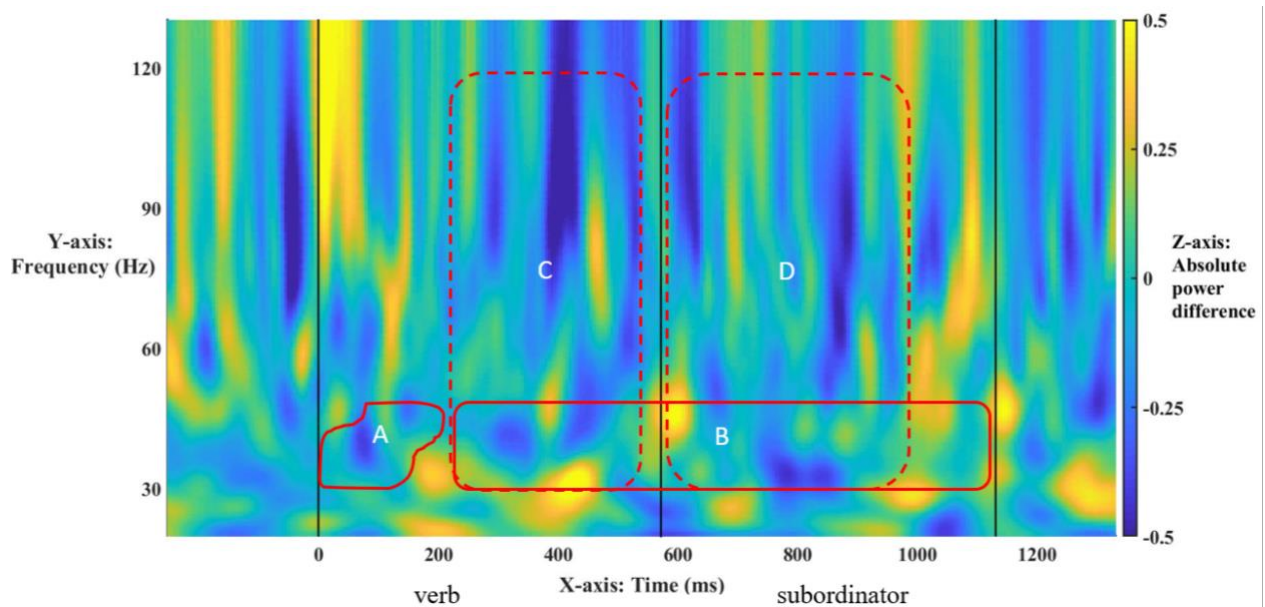 0.5
120
0.25
90
Y-axis:
Frequency (Hz)
C
D
Z-axis:
Absolute
power
difference
0
60
A
B
-0.25
30
-0.5
0
200
400
600
800
1000
1200
X-axis: Time (ms)
verb
subordinator